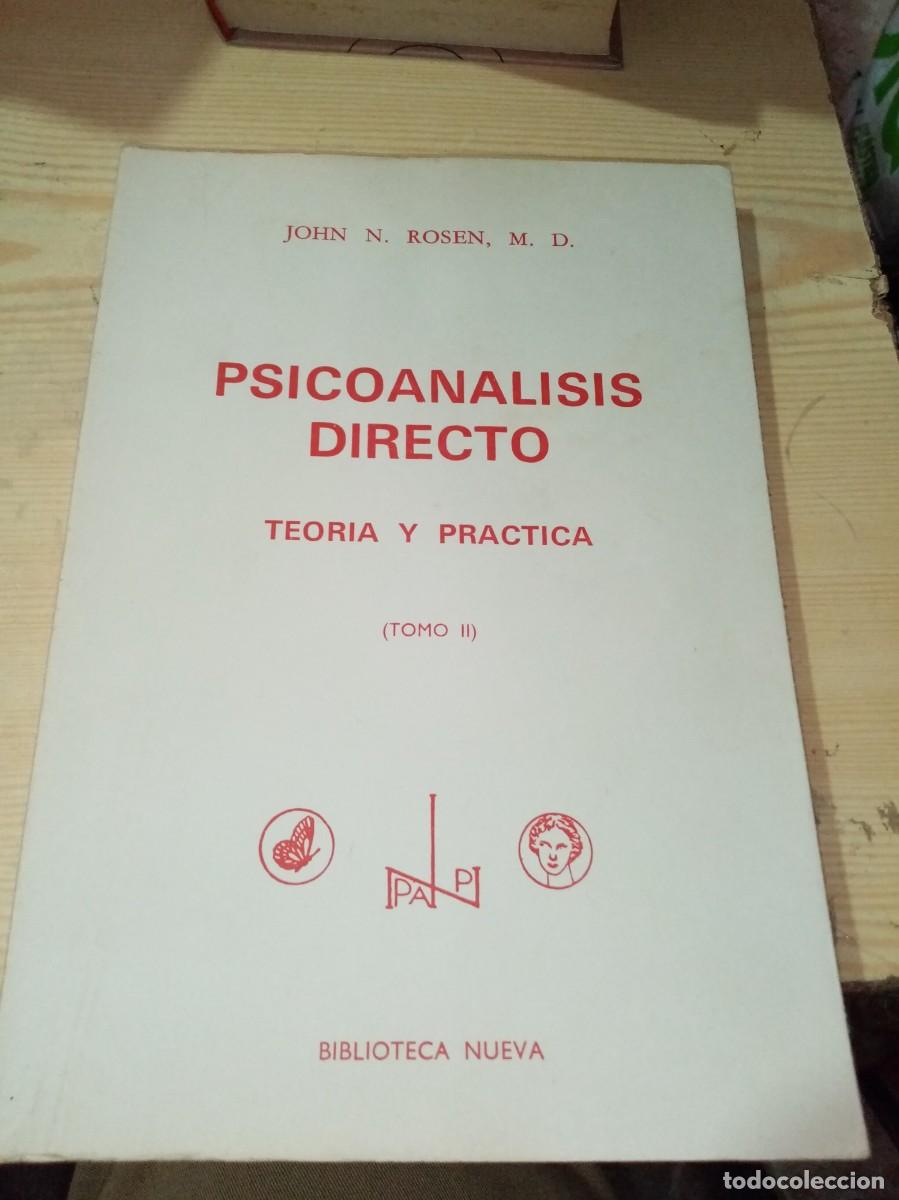 JOHN N. ROSEN, M. D.
PSICOANALISIS
DIRECTO
TEORIA Y PRACTICA
(TOMO II)
PA P
BIBLIOTECA NUEVA
todocoleccion